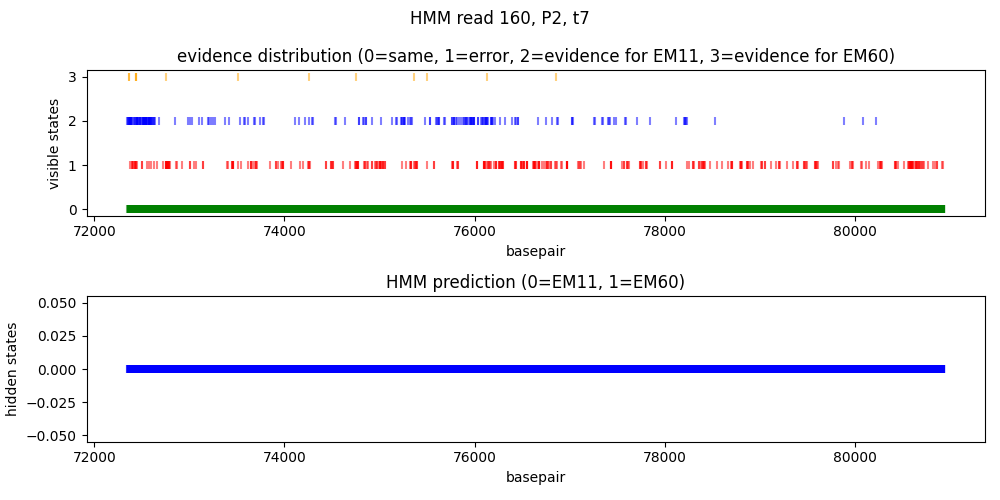 HMM read 160, P2, t7
evidence distribution (0=same, 1=error, 2=evidence for EM11, 3=evidence for EM60)
visible states
3
2
1
0
72000 74000 76000 78000 80000
basepair
HMM prediction (0=EM11, 1=EM60)
hidden states
0.050
0.025
0.000
−0.025
−0.050
72000 74000 76000 78000 80000
basepair